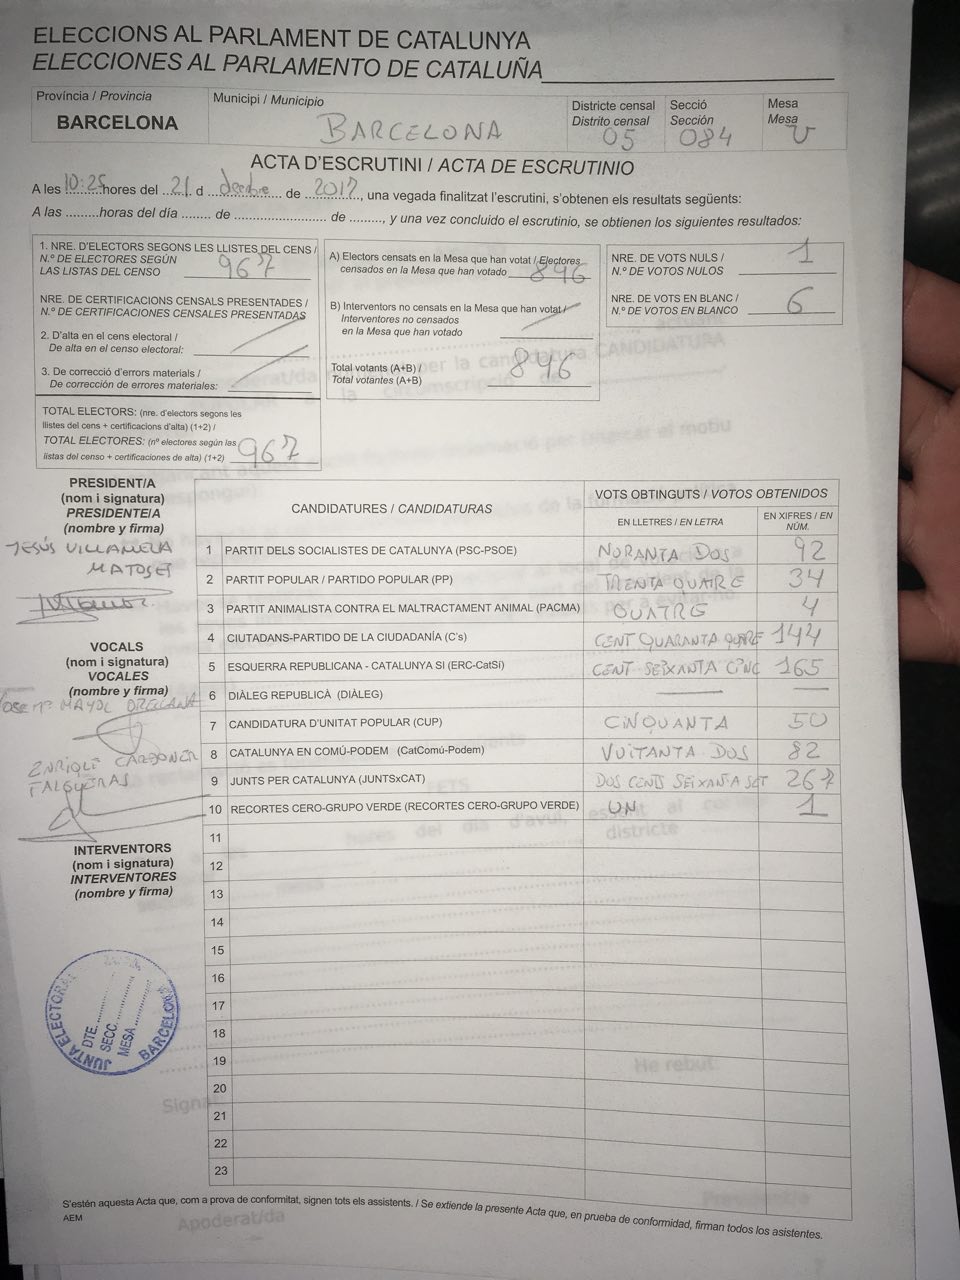 ELECCIONS AL PARLAMENT DE CATALUNYA
ELECCIONES AL PARLAMENTO DE CATALUÑA
Província / Provincia
BARCELONA
Municipi / Municipio
BARCELONA
Districte censal
Distrito censal
05
Secció
Sección
084
Mesa
Mesa
U
ACTA D'ESCRUTINI / ACTA DE ESCRUTINIO
A les 10:25 hores del 21 d desembre de 2017, una vegada finalitzat l'escrutini, s'obtenen els resultats següents:
A las .........horas del día ........ de ........................ de ........, y una vez concluido el escrutinio, se obtienen los siguientes resultados:
1. NRE. D'ELECTORS SEGONS LES LLISTES DEL CENS /
N.º DE ELECTORES SEGÚN
LAS LISTAS DEL CENSO 967
NRE. DE CERTIFICACIONS CENSALS PRESENTADES /
N.º DE CERTIFICACIONES CENSALES PRESENTADAS
2. D'alta en el cens electoral /
De alta en el censo electoral:
3. De correcció d'errors materials /
De corrección de errores materiales:
TOTAL ELECTORS: (nre. d'electors segons les
llistes del cens + certificacions d'alta) (1+2) /
TOTAL ELECTORES: (nº electores según las
listas del censo + certificaciones de alta) (1+2) 967
A) Electors censats en la Mesa que han votat / Electores
censados en la Mesa que han votado 846
B) Interventors no censats en la Mesa que han votat /
Interventores no censados
en la Mesa que han votado
Total votants (A+B) /
Total votantes (A+B) 846
NRE. DE VOTS NULS /
N.º DE VOTOS NULOS 1
NRE. DE VOTS EN BLANC /
N.º DE VOTOS EN BLANCO 6
PRESIDENT/A
(nom i signatura)
PRESIDENTE/A
(nombre y firma)
JESÚS VILLANUEVA
MATOSES
VOCALS
(nom i signatura)
VOCALES
(nombre y firma)
JOSE Mª MAYOL ORELLANA
ENRIQUE CARDONER
FALGUERAS
INTERVENTORS
(nom i signatura)
INTERVENTORES
(nombre y firma)
JUNTA ELECTORAL
BARCELONA
DTE.
SECC.
MESA
CANDIDATURES / CANDIDATURAS
VOTS OBTINGUTS / VOTOS OBTENIDOS
EN LLETRES / EN LETRA
EN XIFRES / EN
NÚM.
1 PARTIT DELS SOCIALISTES DE CATALUNYA (PSC-PSOE) NORANTA DOS 92
2 PARTIT POPULAR / PARTIDO POPULAR (PP) TRENTA QUATRE 34
3 PARTIT ANIMALISTA CONTRA EL MALTRACTAMENT ANIMAL (PACMA) QUATRE 4
4 CIUTADANS-PARTIDO DE LA CIUDADANÍA (C's) CENT QUARANTA QUATRE 144
5 ESQUERRA REPUBLICANA - CATALUNYA SI (ERC-CatSí) CENT SEIXANTA CINC 165
6 DIÀLEG REPUBLICÀ (DIÀLEG)
7 CANDIDATURA D'UNITAT POPULAR (CUP) CINQUANTA 50
8 CATALUNYA EN COMÚ-PODEM (CatComú-Podem) VUITANTA DOS 82
9 JUNTS PER CATALUNYA (JUNTSxCAT) DOS CENTS SEIXANTA SET 267
10 RECORTES CERO-GRUPO VERDE (RECORTES CERO-GRUPO VERDE) UN 1
11
12
13
14
15
16
17
18
19
20
21
22
23
S'estén aquesta Acta que, com a prova de conformitat, signen tots els assistents. / Se extiende la presente Acta que, en prueba de conformidad, firman todos los asistentes.
AEM